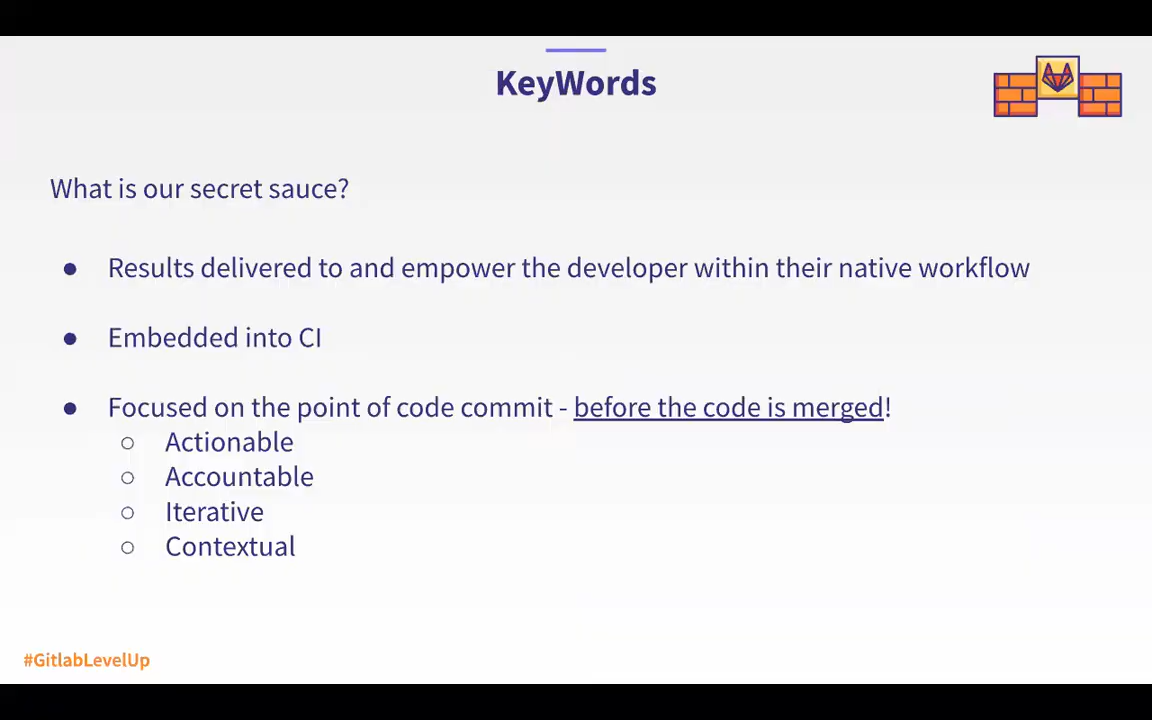 KeyWords
What is our secret sauce?
● Results delivered to and empower the developer within their native workflow
● Embedded into CI
● Focused on the point of code commit - before the code is merged!
○ Actionable
○ Accountable
○ Iterative
○ Contextual
#GitlabLevelUp